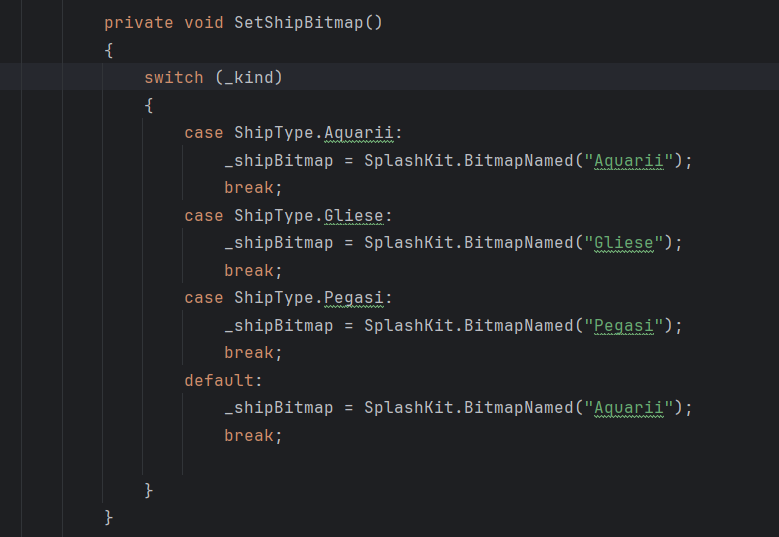 private void SetShipBitmap()
{
switch (_kind)
{
case ShipType.Aquarii:
_shipBitmap = SplashKit.BitmapNamed("Aquarii");
break;
case ShipType.Gliese:
_shipBitmap = SplashKit.BitmapNamed("Gliese");
break;
case ShipType.Pegasi:
_shipBitmap = SplashKit.BitmapNamed("Pegasi");
break;
default:
_shipBitmap = SplashKit.BitmapNamed("Aquarii");
break;
}
}